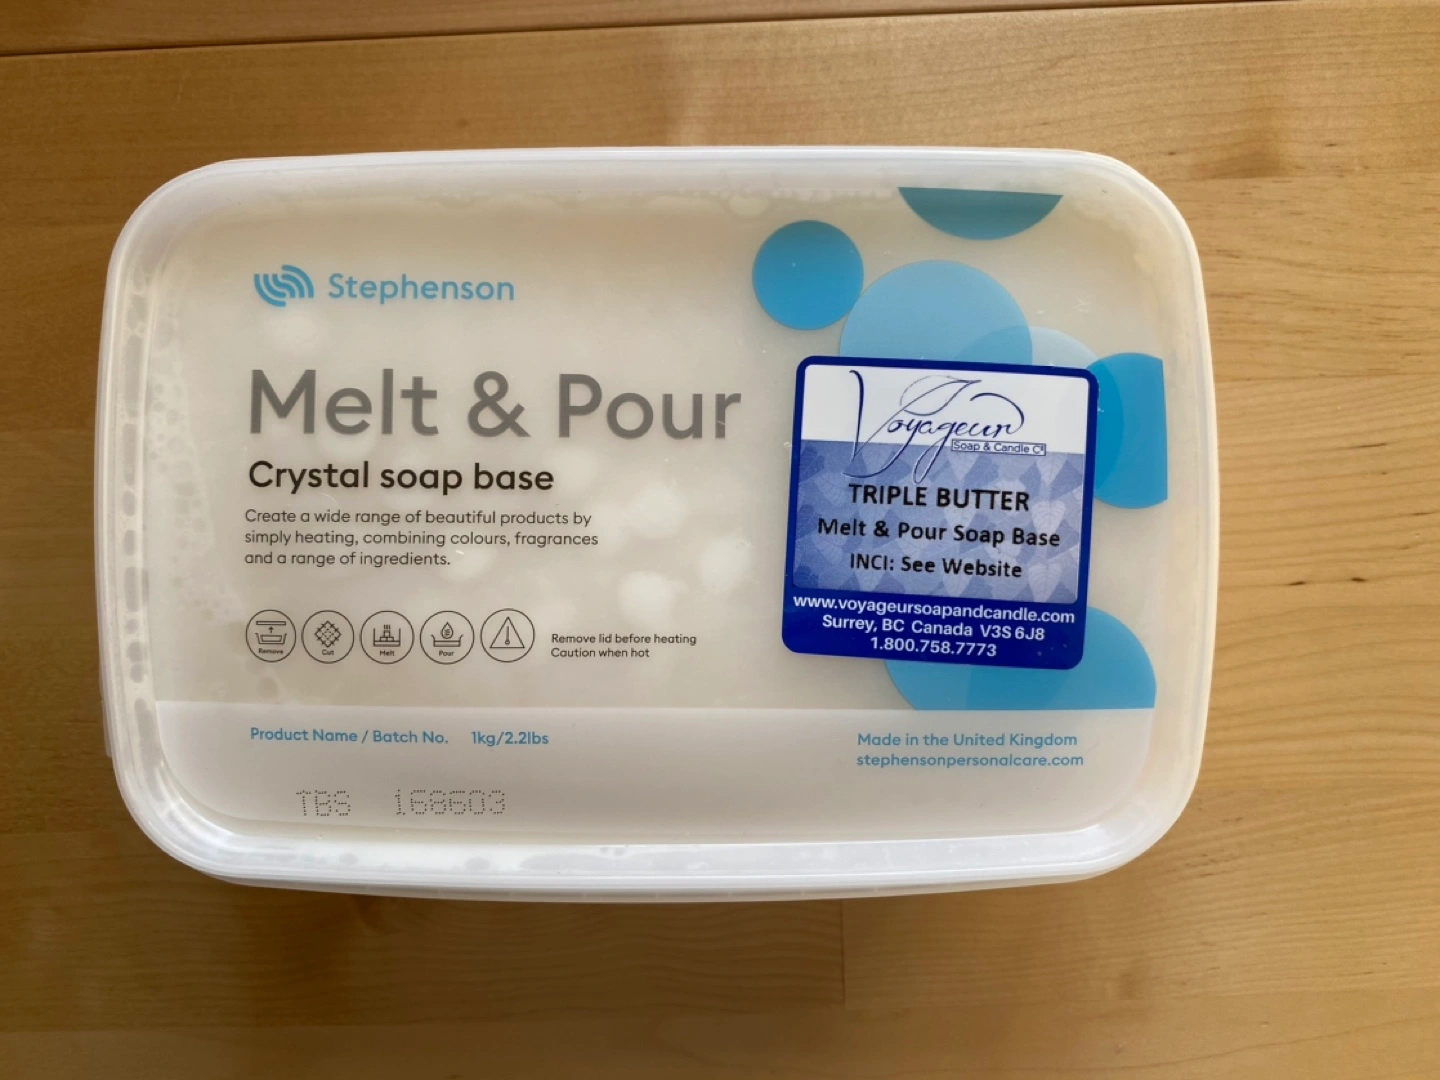 Stephenson
Melt & Pour
Crystal soap base
Create a wide range of beautiful products by
simply heating, combining colours, fragrances
and a range of ingredients.
Remove
Cut
Melt
Pour
Remove lid before heating
Caution when hot
Voyageur
Soap & Candle Cº
TRIPLE BUTTER
Melt & Pour Soap Base
INCI: See Website
www.voyageursoapandcandle.com
Surrey, BC Canada V3S 6J8
1.800.758.7773
Product Name / Batch No. 1kg/2.2lbs
Made in the United Kingdom
stephensonpersonalcare.com
TBS